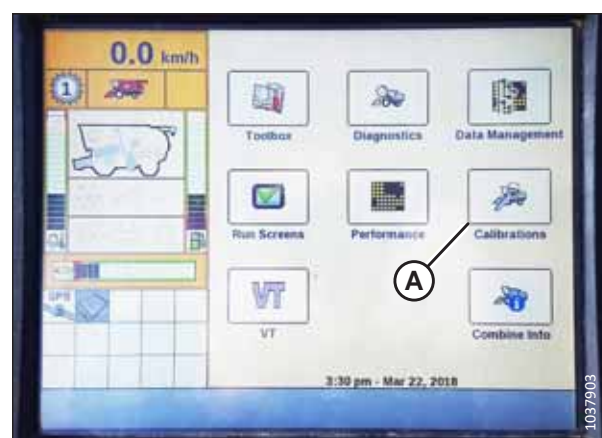 0.0 km/h
1
Toolbox
Diagnostics
Data Management
Run Screens
Performance
Calibrations
A
GPS
VT
VT
Combine Info
3:30 pm - Mar 22, 2018
1037903